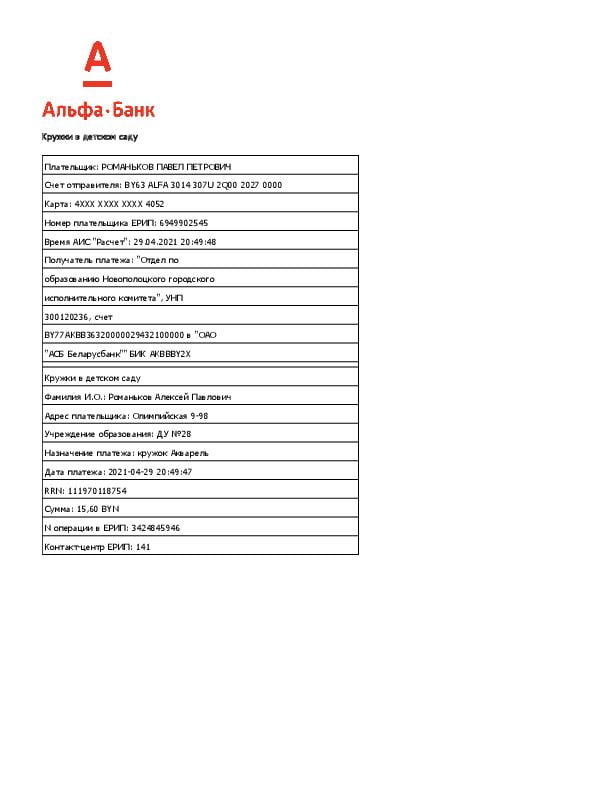 А
Альфа·Банк
Кружки в детском саду
Плательщик: РОМАНЬКОВ ПАВЕЛ ПЕТРОВИЧ
Счет отправителя: BY63 ALFA 3014 307U 2Q00 2027 0000
Карта: 4XXX XXXX XXXX 4052
Номер плательщика ЕРИП: 6949902545
Время АИС "Расчет": 29.04.2021 20:49:48
Получатель платежа: "Отдел по
образованию Новополоцкого городского
исполнительного комитета", УНП
300120236, счет
BY77AKBB36320000029432100000 в "ОАО
"АСБ Беларусбанк"" БИК AKBBBY2X
Кружки в детском саду
Фамилия И.О.: Романьков Алексей Павлович
Адрес плательщика: Олимпийская 9-98
Учреждение образования: ДУ №28
Назначение платежа: кружок Акварель
Дата платежа: 2021-04-29 20:49:47
RRN: 111970118754
Сумма: 15,60 BYN
N операции в ЕРИП: 3424845946
Контакт-центр ЕРИП: 141